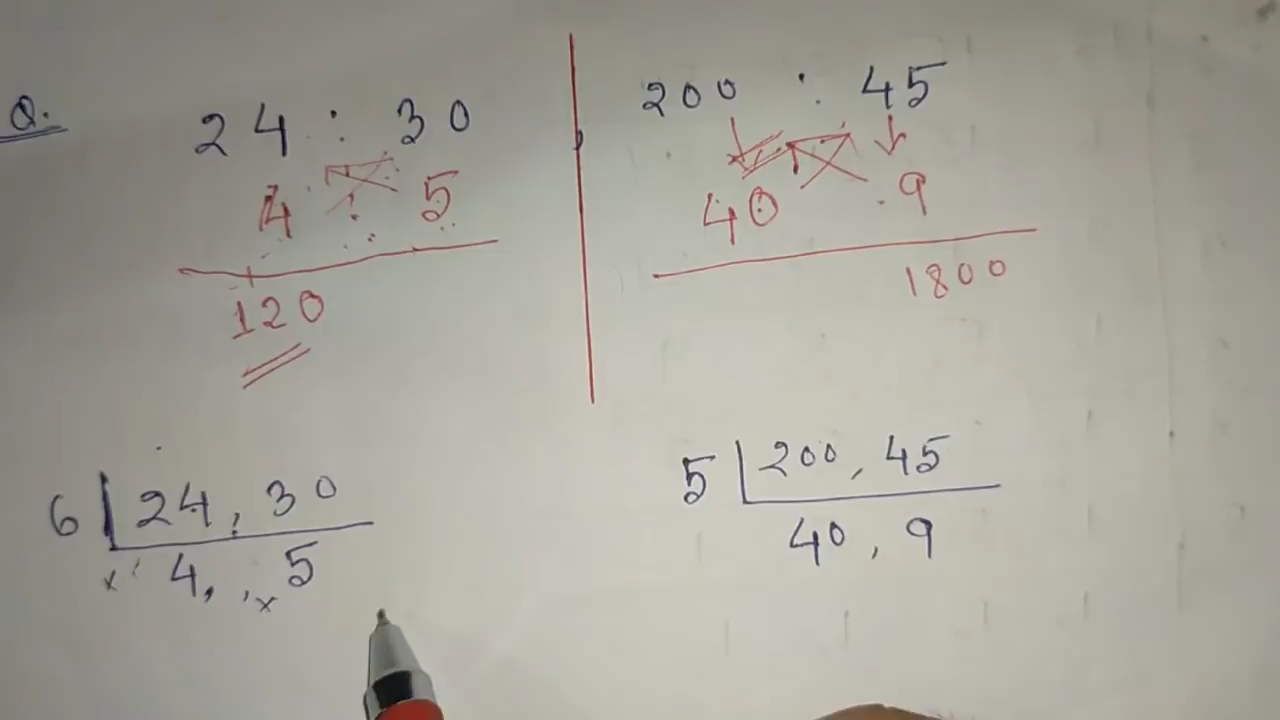 Q.
24 : 30
4 : 5
120
200 : 45
40 9
1800
6 | 24, 30
4, 5
5 | 200, 45
40, 9